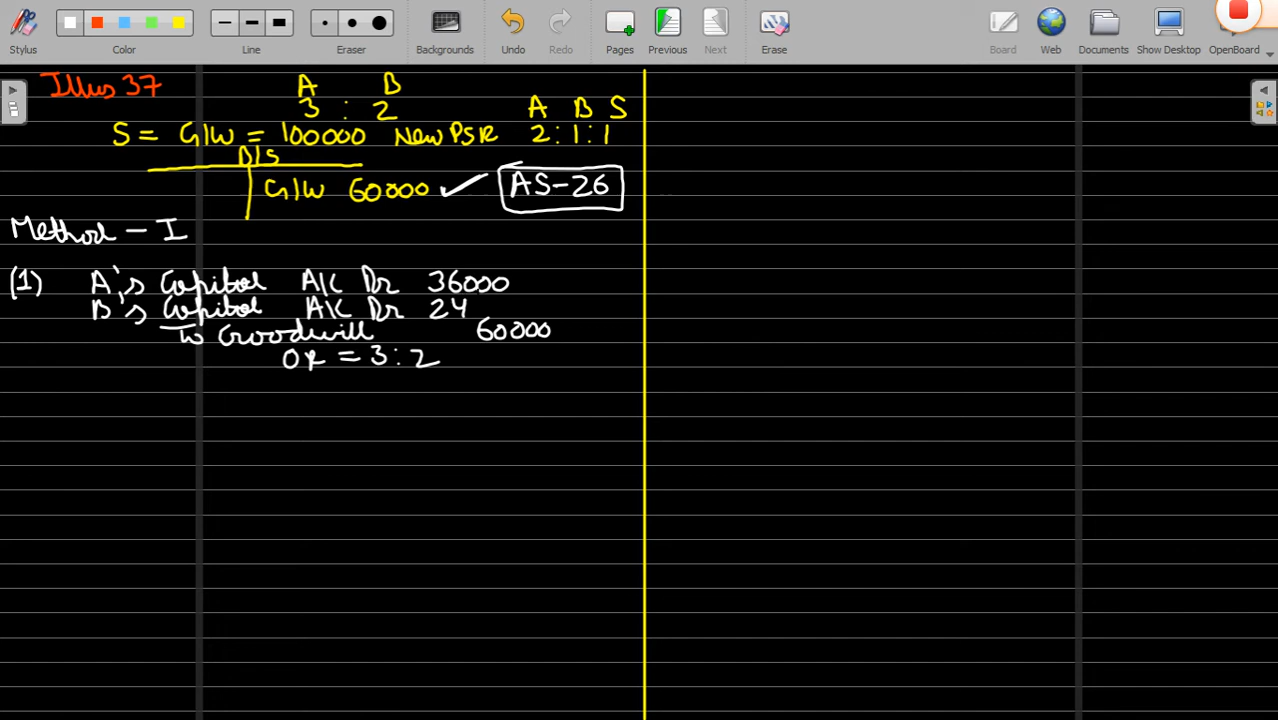 Stylus Color Line Eraser Backgrounds Undo Redo Pages Previous Next Erase Board Web Documents Show Desktop OpenBoard
Illus 37 A B
3 : 2 A B S
S = G/W = 100000 New PSR 2:1:1
B/S
G/W 60000 ✓ AS-26
Method - I
(1) A's Capital A/C Dr 36000
B's Capital A/C Dr 24
To Goodwill 60000
OR = 3:2